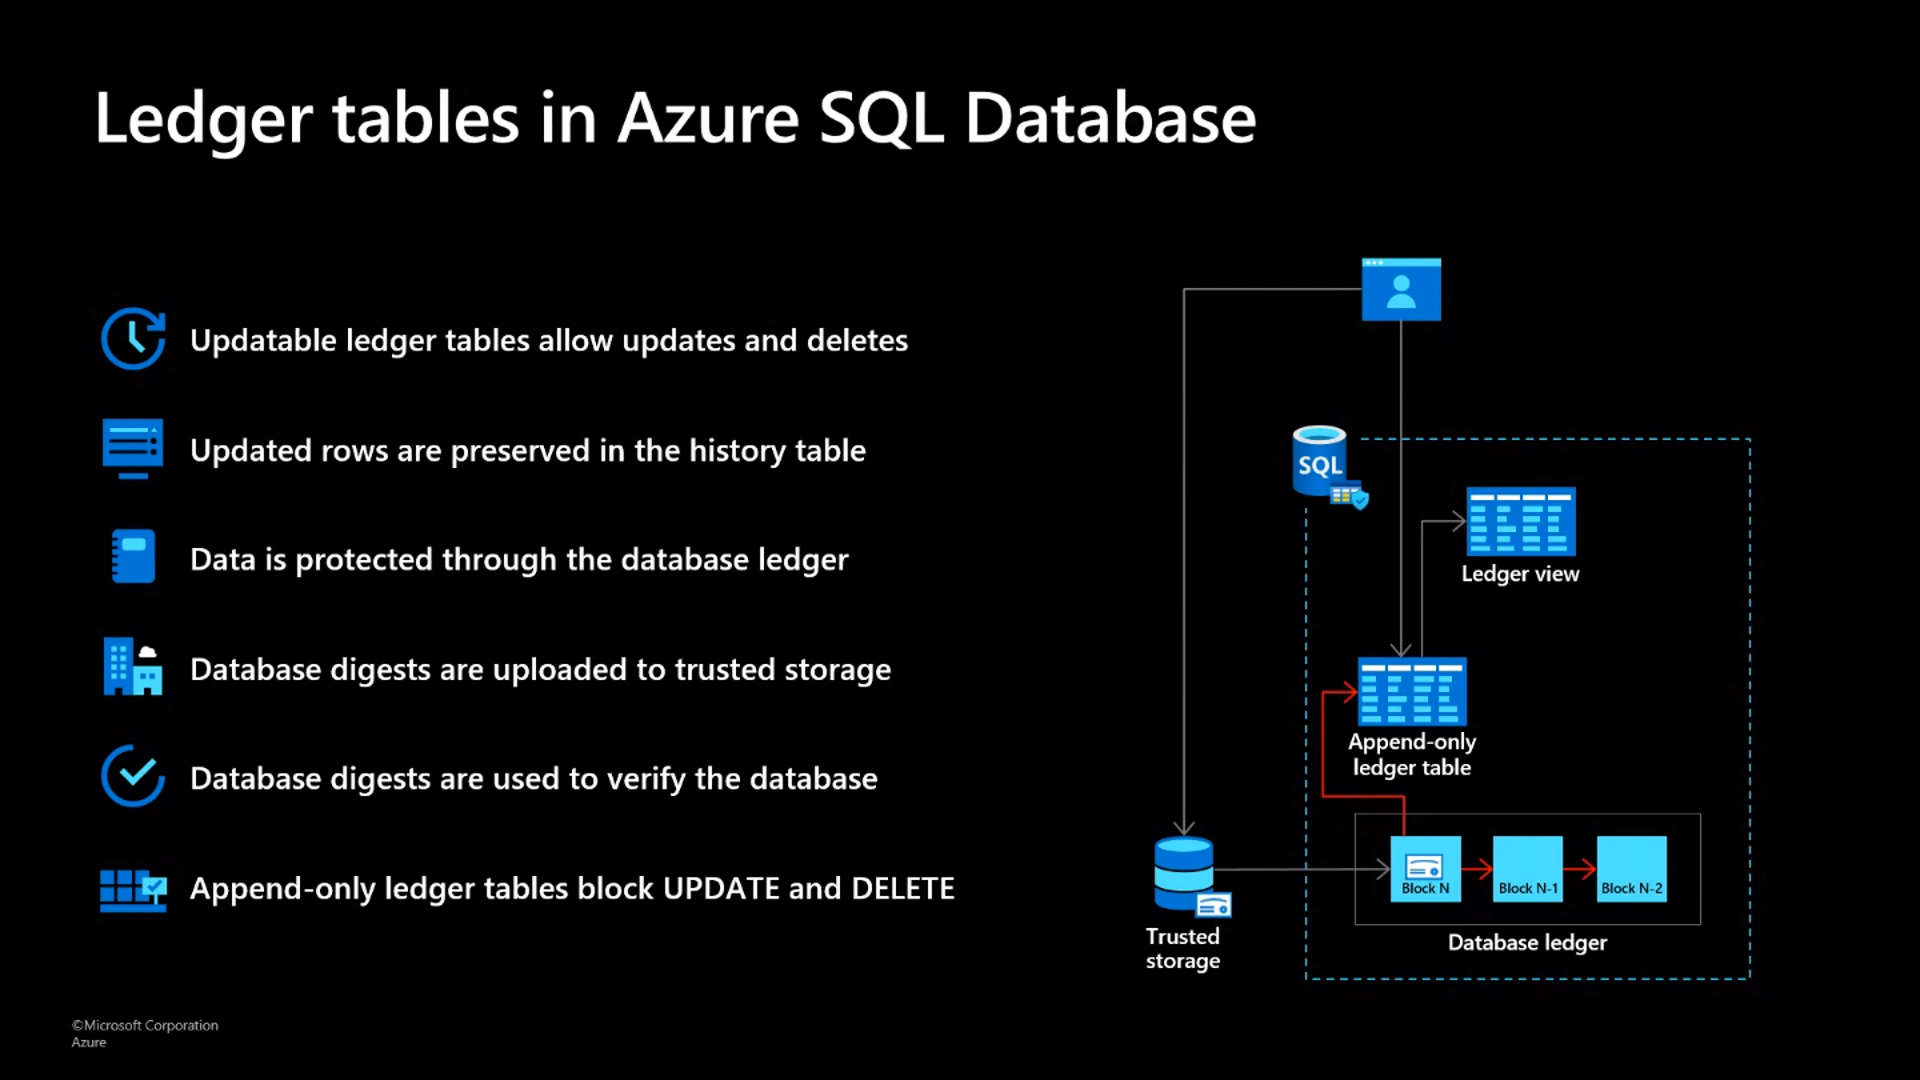 Ledger tables in Azure SQL Database
Updatable ledger tables allow updates and deletes
Updated rows are preserved in the history table
Data is protected through the database ledger
Database digests are uploaded to trusted storage
Database digests are used to verify the database
Append-only ledger tables block UPDATE and DELETE
SQL
Ledger view
Append-only
ledger table
Block N
Block N-1
Block N-2
Database ledger
Trusted
storage
©Microsoft Corporation
Azure